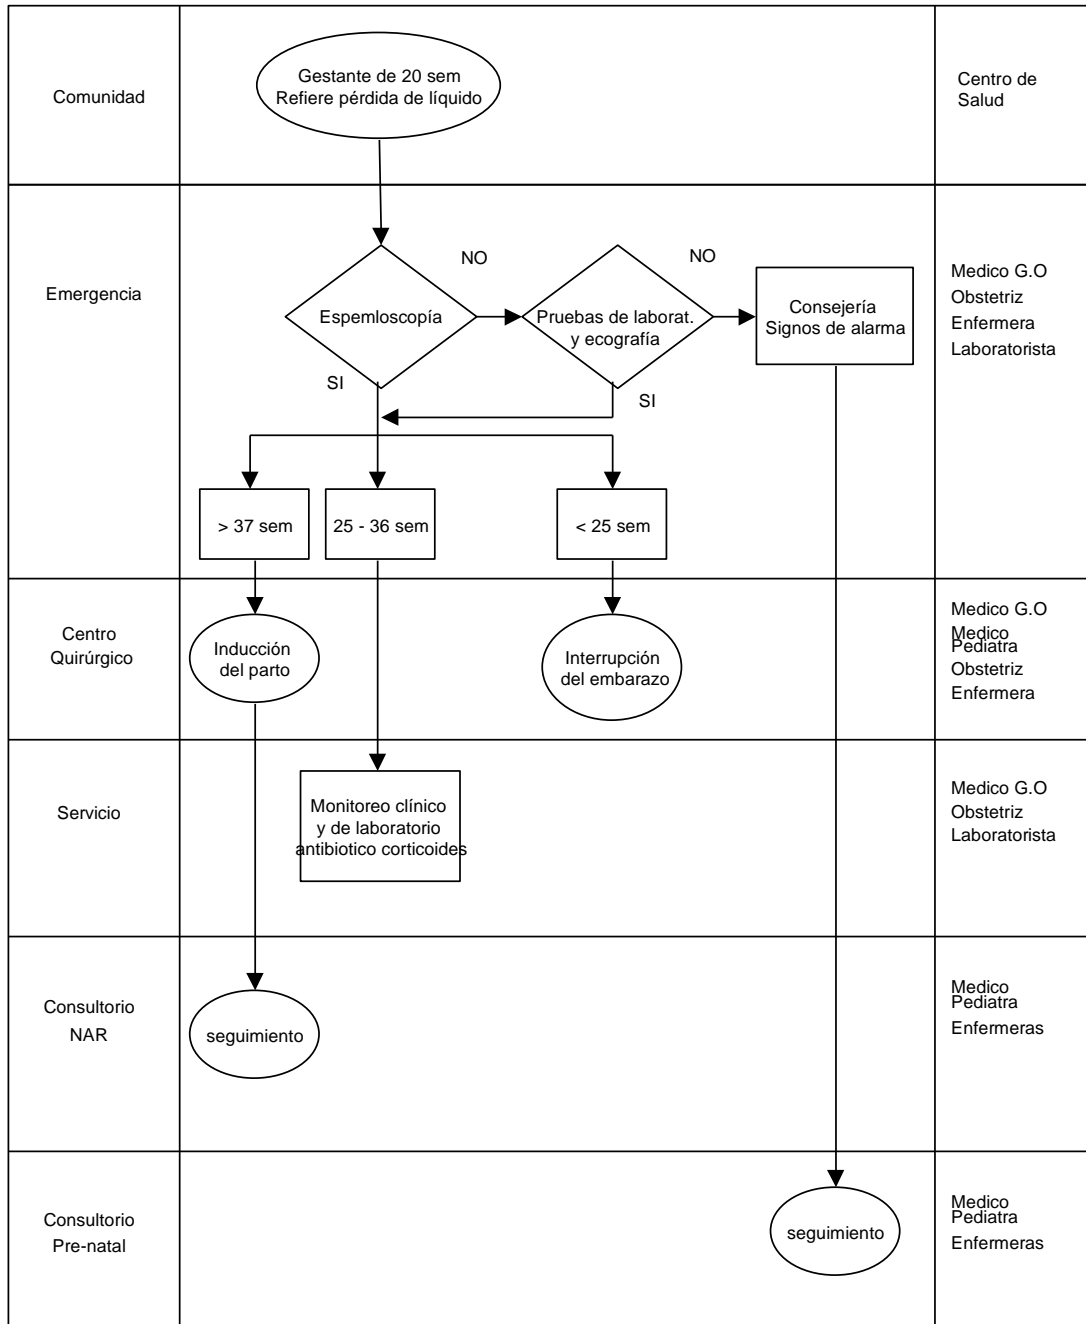 Comunidad
Gestante de 20 sem
Refiere pérdida de líquido
Centro de
Salud
Emergencia
NO
NO
Espemloscopía
Pruebas de laborat.
y ecografía
Consejería
Signos de alarma
SI
SI
> 37 sem
25 - 36 sem
< 25 sem
Medico G.O
Obstetriz
Enfermera
Laboratorista
Centro
Quirúrgico
Inducción
del parto
Interrupción
del embarazo
Medico G.O
Medico
Pediatra
Obstetriz
Enfermera
Servicio
Monitoreo clínico
y de laboratorio
antibiotico corticoides
Medico G.O
Obstetriz
Laboratorista
Consultorio
NAR
seguimiento
Medico
Pediatra
Enfermeras
Consultorio
Pre-natal
seguimiento
Medico
Pediatra
Enfermeras